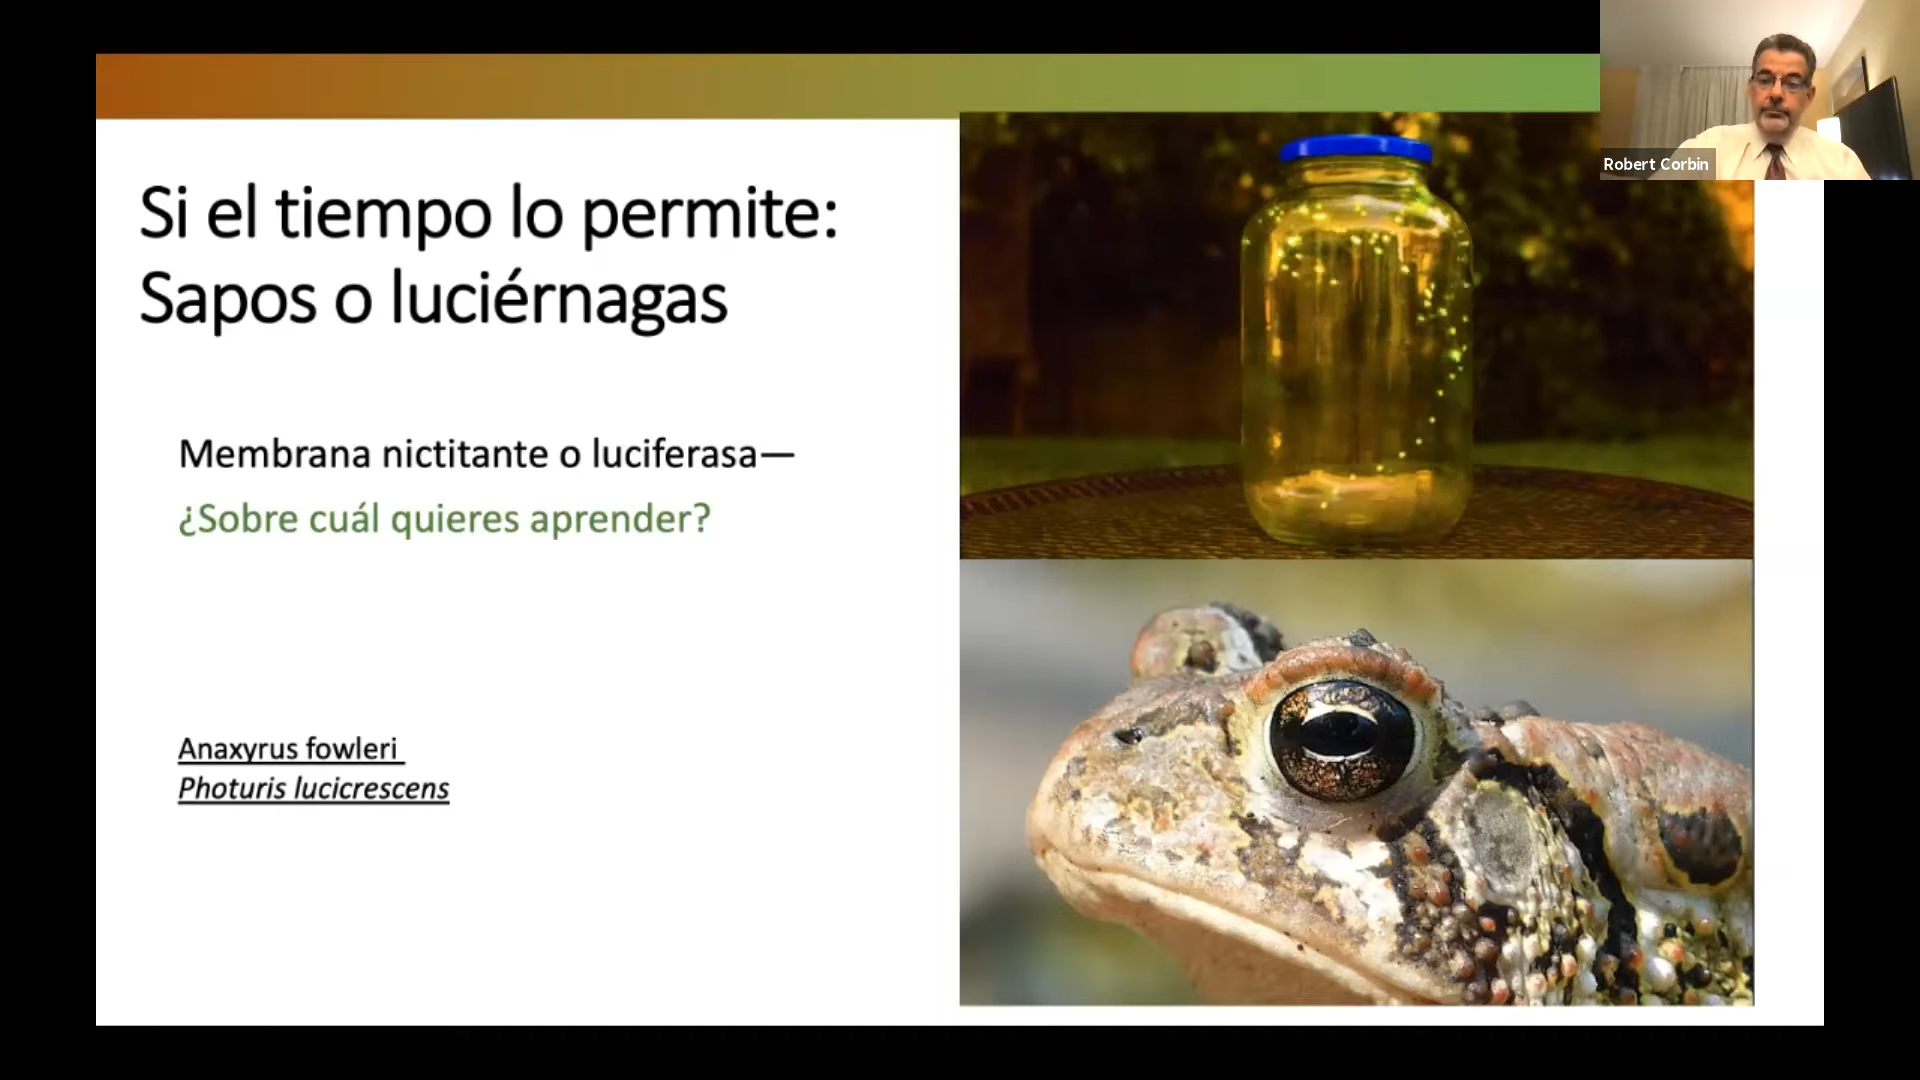 Si el tiempo lo permite:
Sapos o luciérnagas
Membrana nictitante o luciferasa—
¿Sobre cuál quieres aprender?
Anaxyrus fowleri
Photuris lucicrescens
Robert Corbin